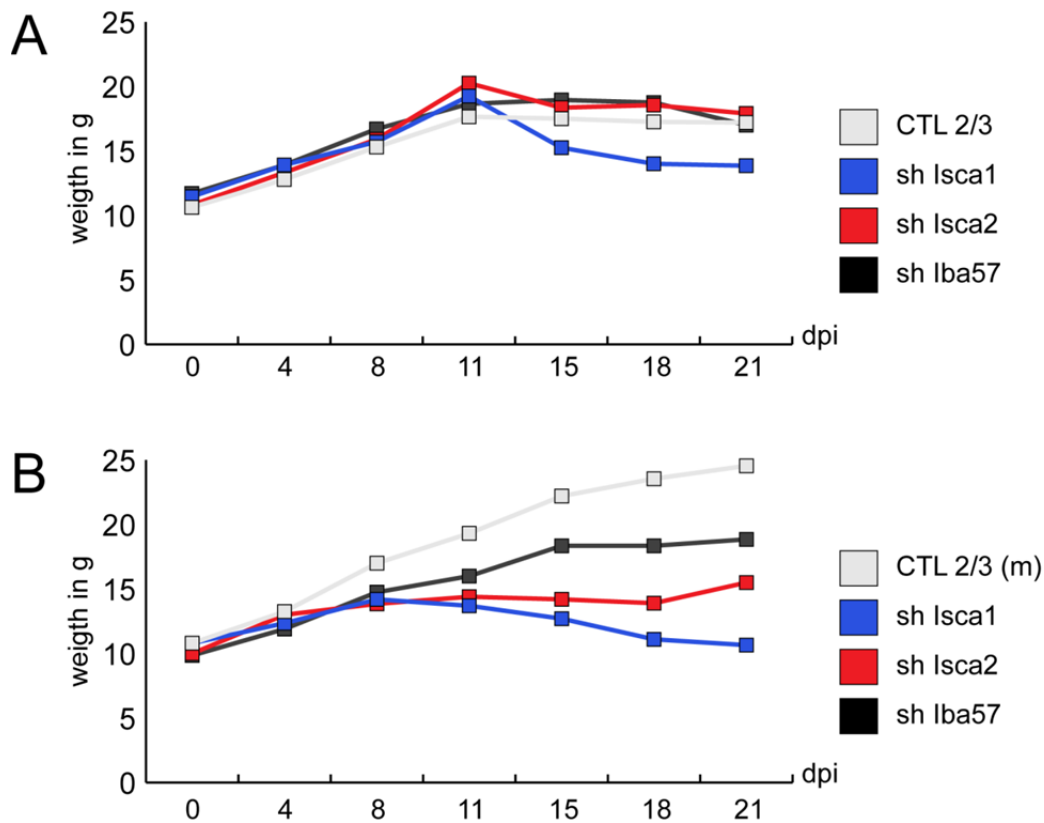 A
weigth in g
25
20
15
10
5
0
0 4 8 11 15 18 21
dpi
CTL 2/3
sh Isca1
sh Isca2
sh Iba57
B
weigth in g
25
20
15
10
5
0
0 4 8 11 15 18 21
dpi
CTL 2/3 (m)
sh Isca1
sh Isca2
sh Iba57